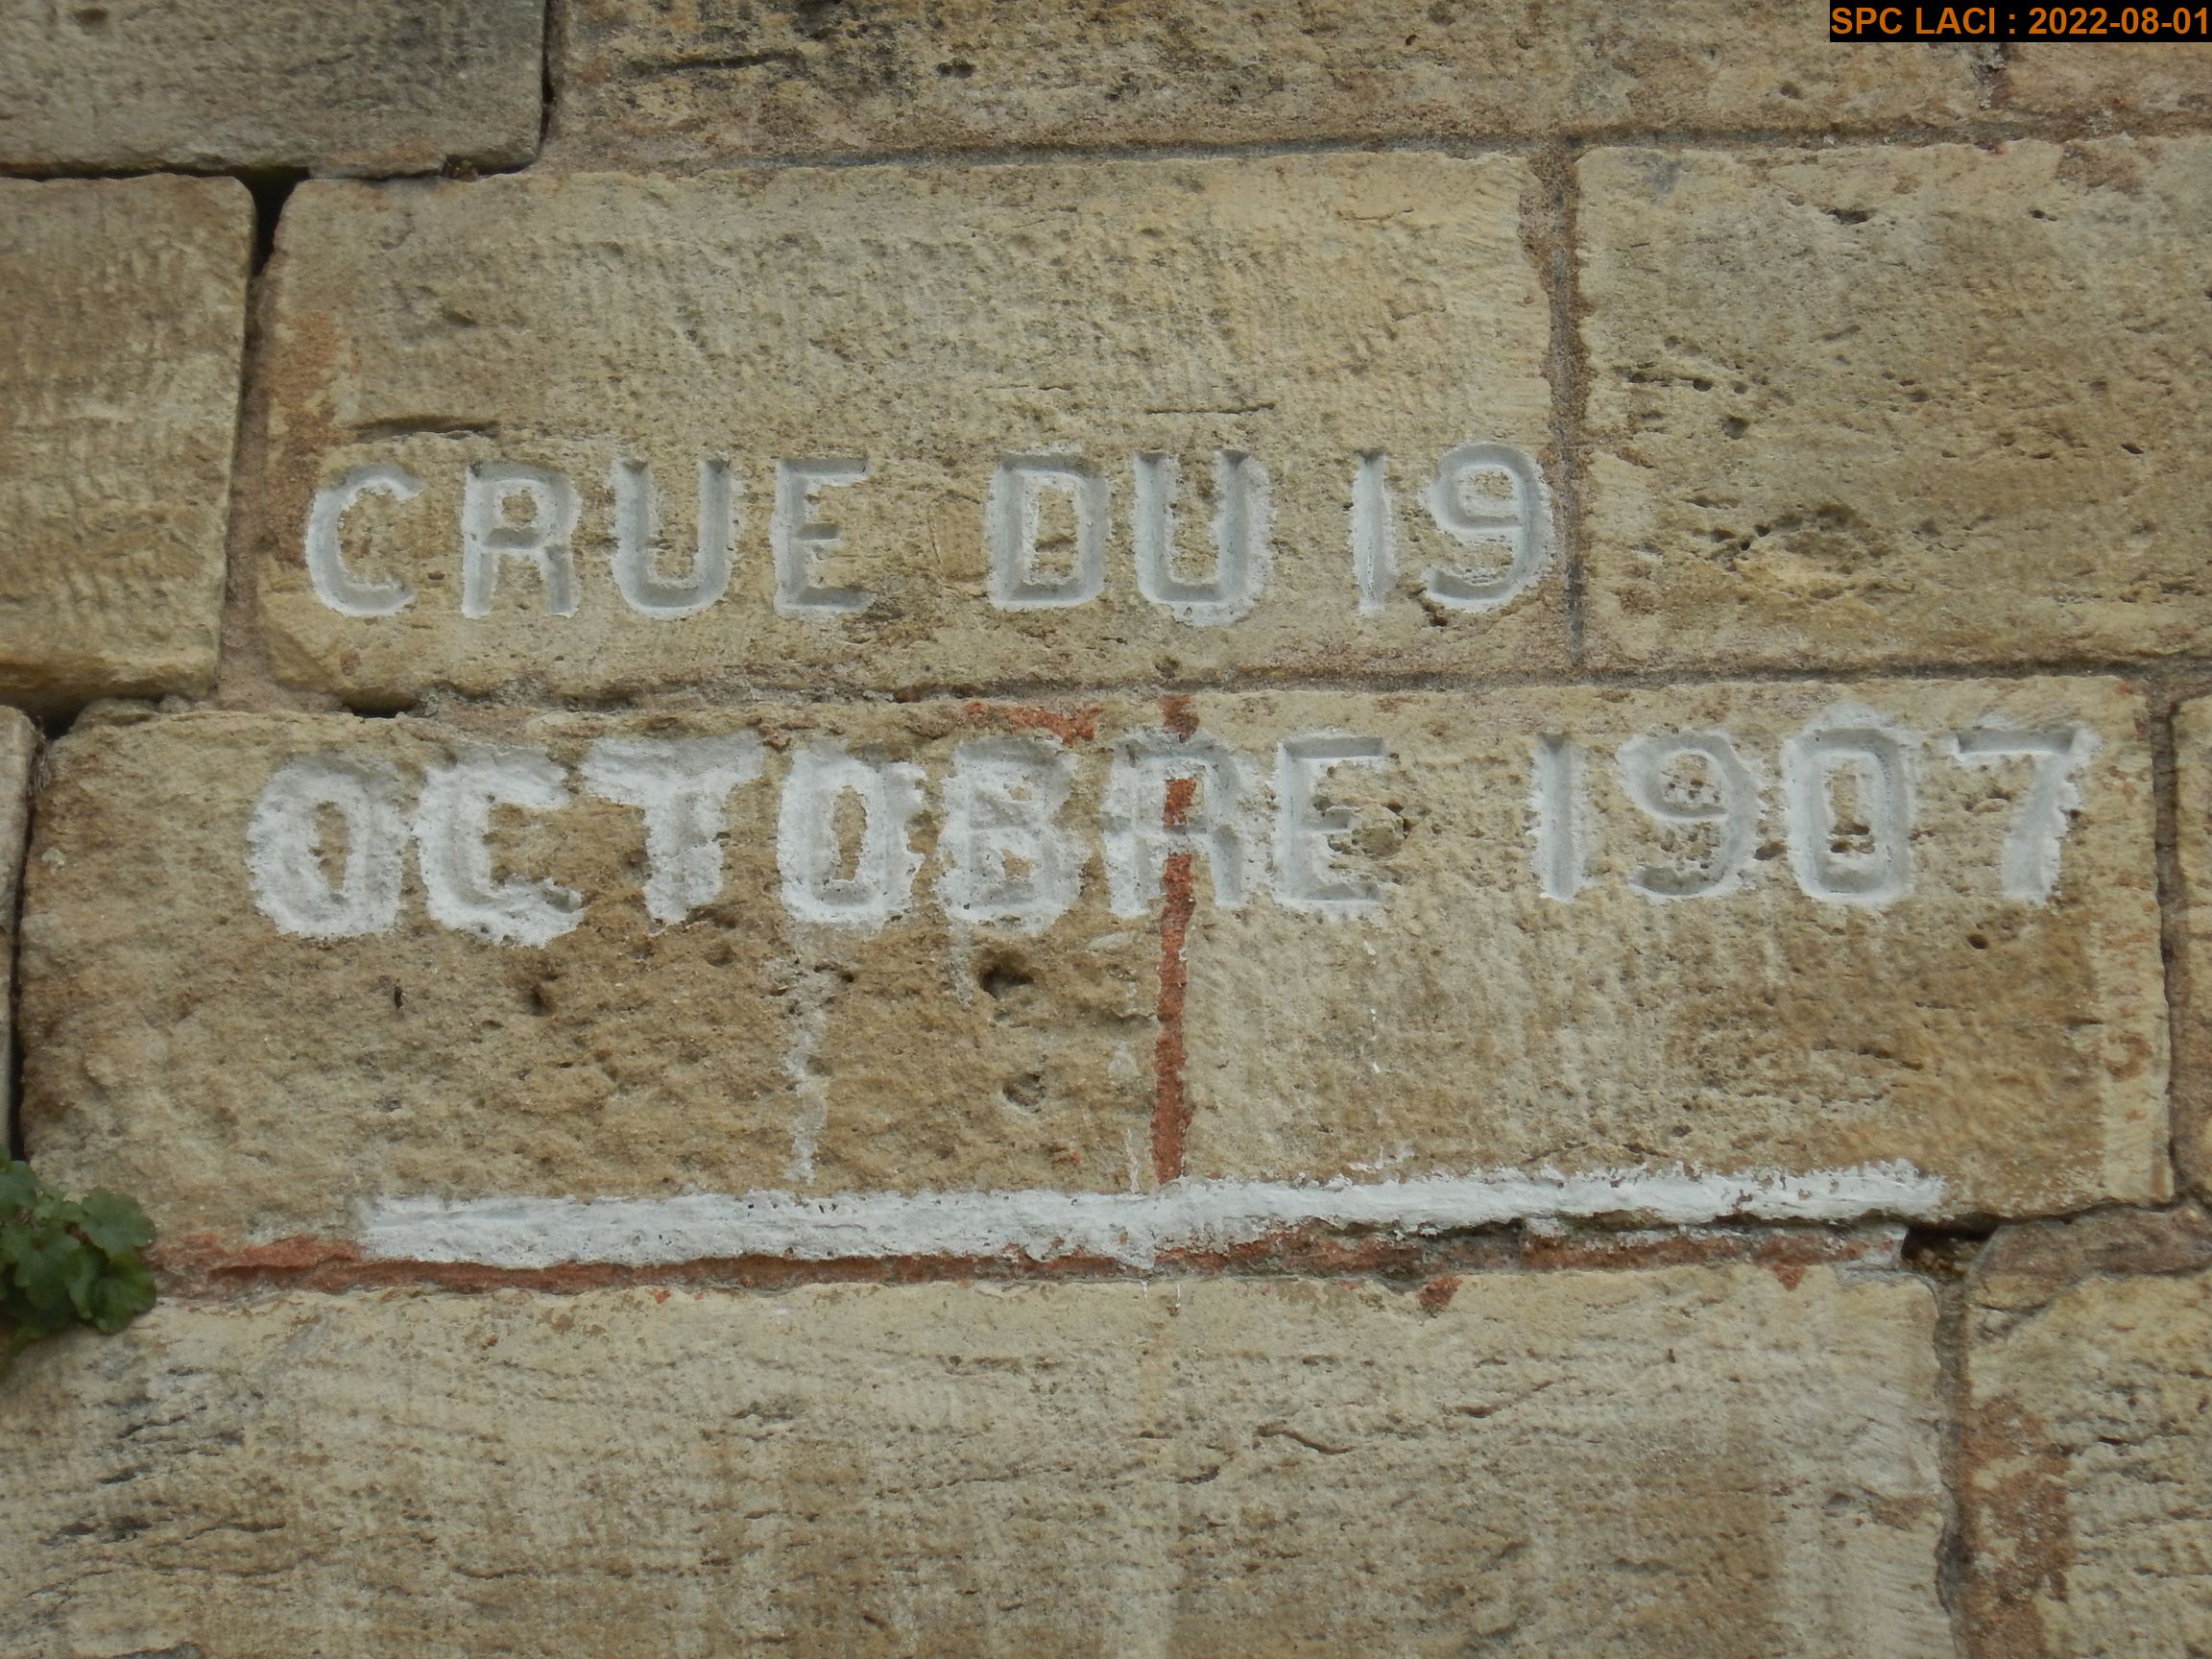 SPC LACI : 2022-08-01
CRUE DU 19
OCTOBRE 1907